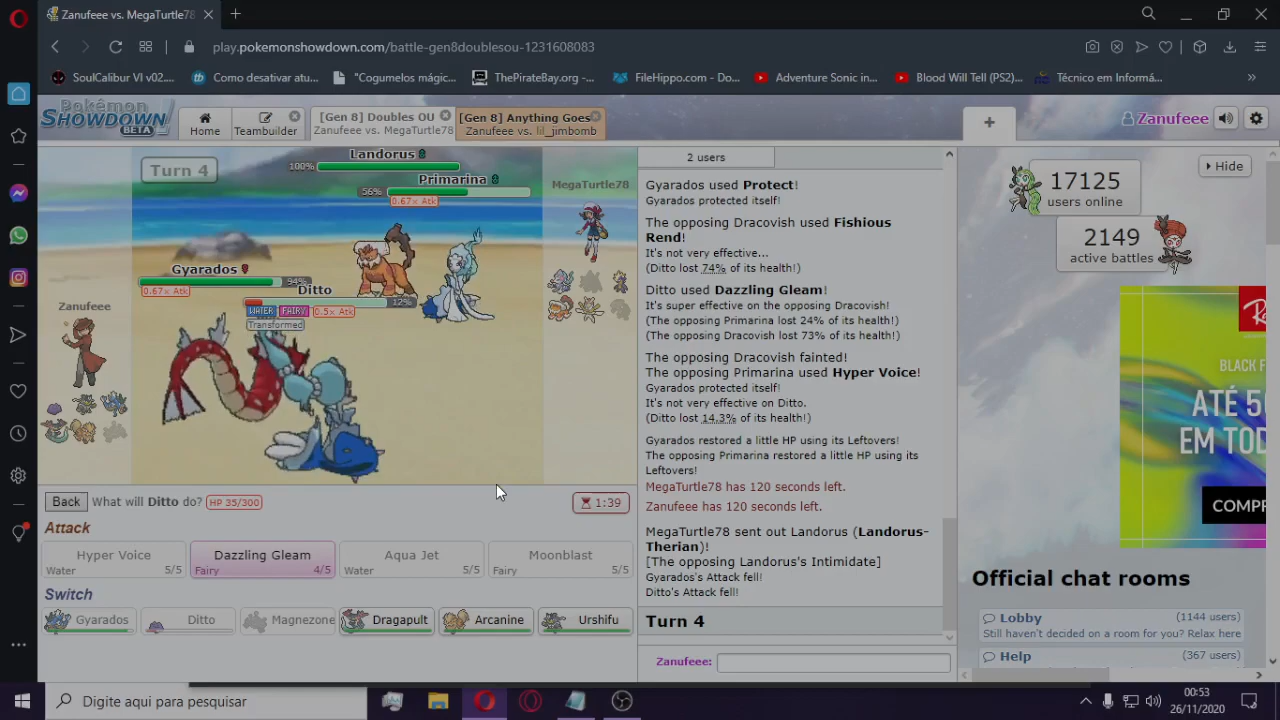 Zanufeee vs. MegaTurtle78
play.pokemonshowdown.com/battle-gen8doublesou-1231608083
SoulCalibur VI v02....
Como desativar atu...
"Cogumelos mágic...
ThePirateBay.org -...
FileHippo.com - Do...
Adventure Sonic in...
Blood Will Tell (PS2)...
Técnico em Informá...
Pokémon
SHOWDOWN
BETA
Home
Teambuilder
[Gen 8] Doubles OU
Zanufeee vs. MegaTurtle78
[Gen 8] Anything Goes
Zanufeee vs. lil_jimbomb
Zanufeee
Turn 4
Landorus
100%
Primarina
56%
0.67x Atk
MegaTurtle78
Gyarados
94%
0.67x Atk
Ditto
12%
WATER FAIRY 0.5x Atk
Transformed
Zanufeee
2 users
Gyarados used Protect!
Gyarados protected itself!
The opposing Dracovish used Fishious
Rend!
It's not very effective...
(Ditto lost 74% of its health!)
Ditto used Dazzling Gleam!
It's super effective on the opposing Dracovish!
(The opposing Primarina lost 24% of its health!)
(The opposing Dracovish lost 73% of its health!)
The opposing Dracovish fainted!
The opposing Primarina used Hyper Voice!
Gyarados protected itself!
It's not very effective on Ditto.
(Ditto lost 14.3% of its health!)
Gyarados restored a little HP using its Leftovers!
The opposing Primarina restored a little HP using its
Leftovers!
MegaTurtle78 has 120 seconds left.
Zanufeee has 120 seconds left.
MegaTurtle78 sent out Landorus (Landorus-
Therian)!
[The opposing Landorus's Intimidate]
Gyarados's Attack fell!
Ditto's Attack fell!
Turn 4
Zanufeee:
Back What will Ditto do? HP 35/300
1:39
Attack
Hyper Voice
Water 5/5
Dazzling Gleam
Fairy 4/5
Aqua Jet
Water 5/5
Moonblast
Fairy 5/5
Switch
Gyarados
Ditto
Magnezone
Dragapult
Arcanine
Urshifu
Hide
17125
users online
2149
active battles
BLACK F
ATÉ 5
EM TOD
COMPR
Official chat rooms
Lobby (1144 users)
Still haven't decided on a room for you? Relax here
Help (367 users)
Digite aqui para pesquisar
00:53
26/11/2020